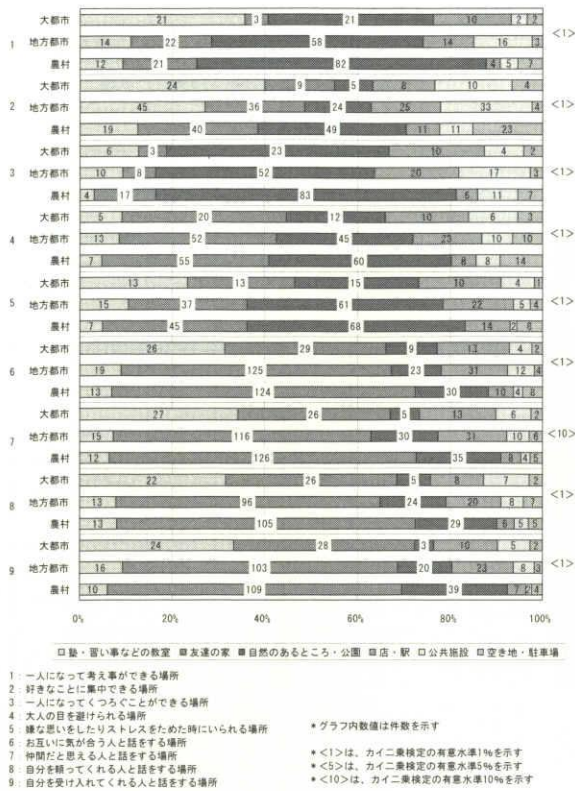 大都市 21 3 21 10 2 2
1 地方都市 14 22 58 14 16 3 <1>
農村 12 21 82 4 5 7
大都市 24 9 5 8 10 4
2 地方都市 45 36 24 25 33 4 <1>
農村 19 40 49 11 11 23
大都市 6 3 23 10 4 2
3 地方都市 10 8 52 20 17 3 <1>
農村 4 17 83 6 11 7
大都市 5 20 12 10 6 3
4 地方都市 13 52 45 23 10 10 <1>
農村 7 55 60 8 8 14
大都市 13 13 15 10 4 1
5 地方都市 15 37 61 22 5 4 <1>
農村 7 45 68 14 2 8
大都市 26 29 9 13 4 2
6 地方都市 19 125 23 31 12 4 <1>
農村 13 124 30 10 4 8
大都市 27 26 5 13 6 2
7 地方都市 15 116 30 31 10 6 <10>
農村 12 126 35 8 4 5
大都市 22 26 5 8 7 2
8 地方都市 13 96 24 20 8 7 <1>
農村 13 105 29 6 5 5
大都市 24 28 3 10 5 2
9 地方都市 16 103 20 23 8 3 <1>
農村 10 109 39 7 2 4
0% 20% 40% 60% 80% 100%
塾・習い事などの教室 友達の家 自然のあるところ・公園 店・駅 公共施設 空き地・駐車場
1:一人になって考え事ができる場所
2:好きなことに集中できる場所
3:一人になってくつろぐことができる場所
4:大人の目を避けられる場所
5:嫌な思いをしたりストレスをためた時にいられる場所
6:お互いに気が合う人と話をする場所
7:仲間だと思える人と話をする場所
8:自分を頼ってくれる人と話をする場所
9:自分を受け入れてくれる人と話をする場所
*グラフ内数値は件数を示す
*<1>は、カイ二乗検定の有意水準1%を示す
*<5>は、カイ二乗検定の有意水準5%を示す
*<10>は、カイ二乗検定の有意水準10%を示す